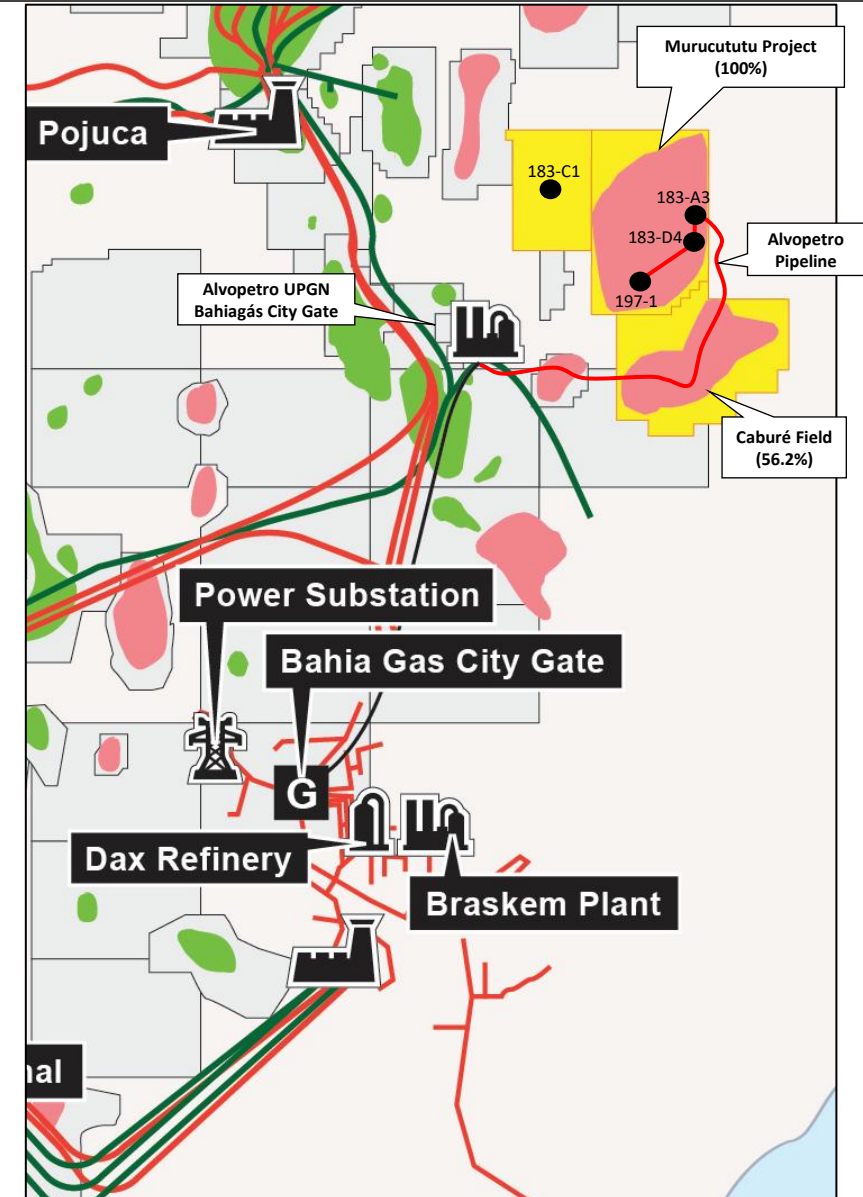 Murucututu Project
(100%)
Pojuca
183-C1
183-A3
183-D4
Alvopetro
Pipeline
197-1
Alvopetro UPGN
Bahiagás City Gate
Caburé Field
(56.2%)
Power Substation
Bahia Gas City Gate
G
Dax Refinery
Braskem Plant
nal